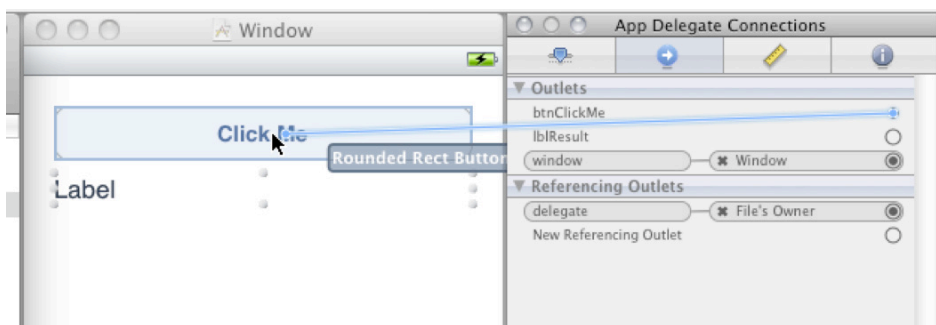 Window
App Delegate Connections
Outlets
btnClickMe
lblResult
window Window
Referencing Outlets
delegate File's Owner
New Referencing Outlet
Click Me
Rounded Rect Button
Label